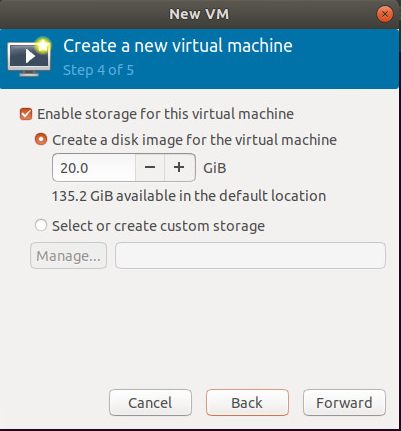 New VM
Create a new virtual machine
Step 4 of 5
Enable storage for this virtual machine
Create a disk image for the virtual machine
20.0 − + GiB
135.2 GiB available in the default location
Select or create custom storage
Manage...
Cancel Back Forward